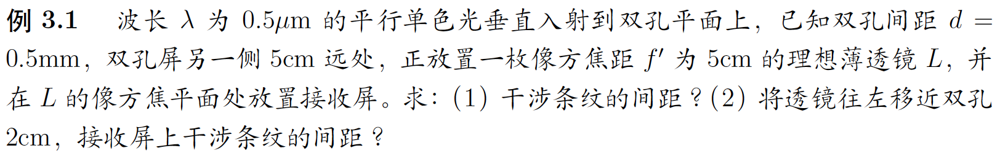 例 3.1 波长 λ 为 0.5μm 的平行单色光垂直入射到双孔平面上，已知双孔间距 d =
0.5mm，双孔屏另一侧 5cm 远处，正放置一枚像方焦距 f′ 为 5cm 的理想薄透镜 L，并
在 L 的像方焦平面处放置接收屏。求：(1) 干涉条纹的间距？(2) 将透镜往左移近双孔
2cm，接收屏上干涉条纹的间距？